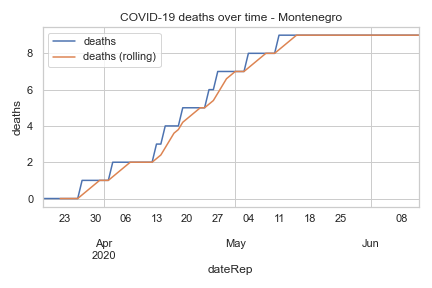 COVID-19 deaths over time - Montenegro
deaths
deaths (rolling)
deaths
8
6
4
2
0
23 30 06 13 20 27 04 11 18 25 08
Apr May Jun
2020
dateRep